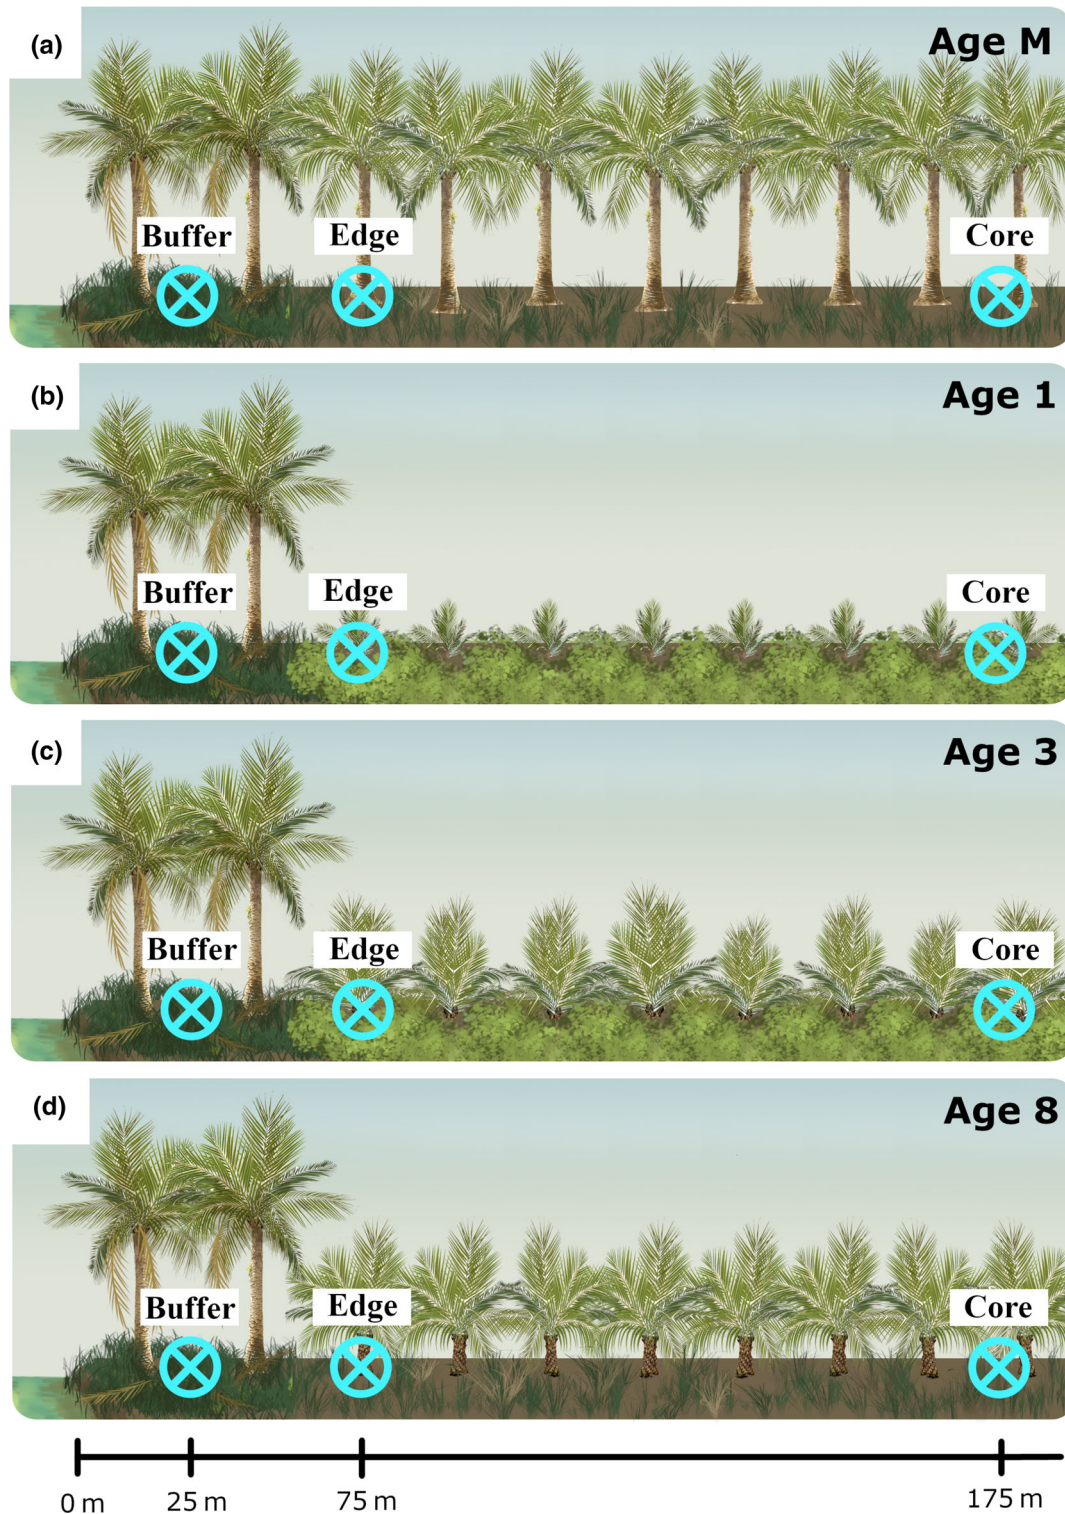 (a)
Age M
Buffer
Edge
Core
(b)
Age 1
Buffer
Edge
Core
(c)
Age 3
Buffer
Edge
Core
(d)
Age 8
Buffer
Edge
Core
0 m
25 m
75 m
175 m